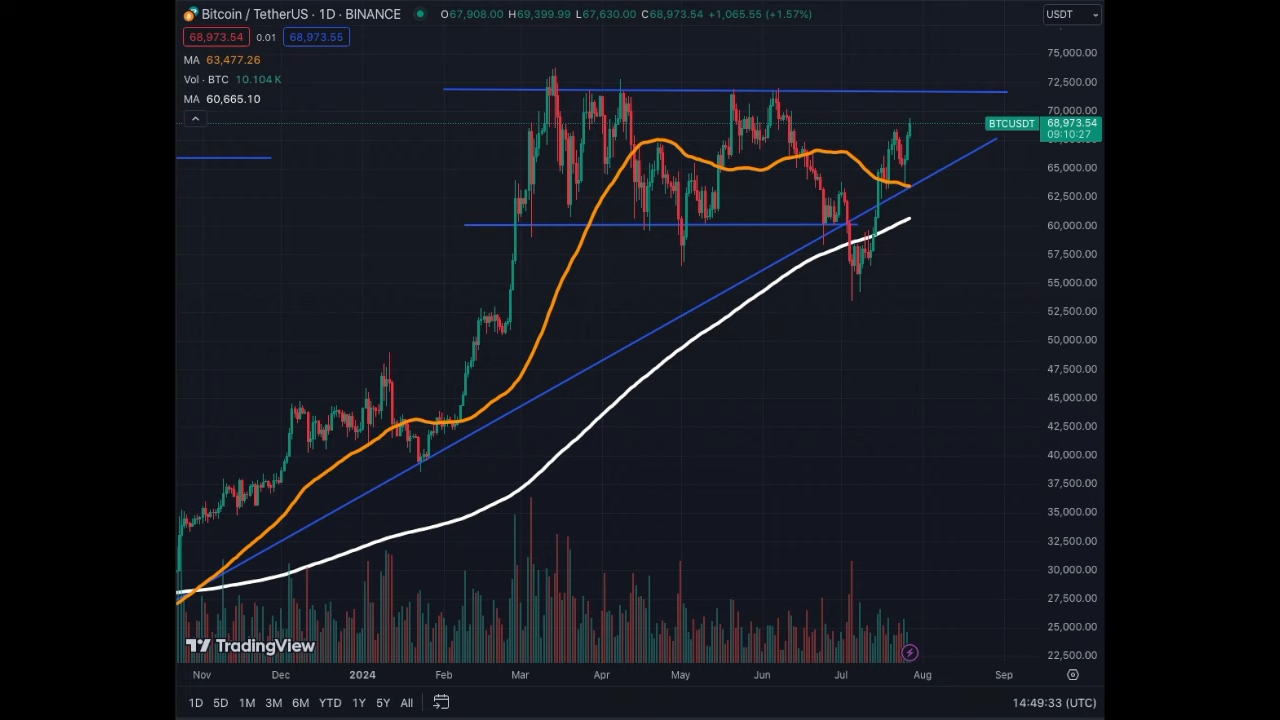 Bitcoin / TetherUS · 1D · BINANCE O67,908.00 H69,399.99 L67,630.00 C68,973.54 +1,065.55 (+1.57%) USDT
68,973.54 0.01 68,973.55
MA 63,477.26
Vol · BTC 10.104 K
MA 60,665.10
75,000.00
72,500.00
70,000.00
BTCUSDT 68,973.54
09:10:27
65,000.00
62,500.00
60,000.00
57,500.00
55,000.00
52,500.00
50,000.00
47,500.00
45,000.00
42,500.00
40,000.00
37,500.00
35,000.00
32,500.00
30,000.00
27,500.00
25,000.00
22,500.00
TradingView
Nov Dec 2024 Feb Mar Apr May Jun Jul Aug Sep
1D 5D 1M 3M 6M YTD 1Y 5Y All 14:49:33 (UTC)